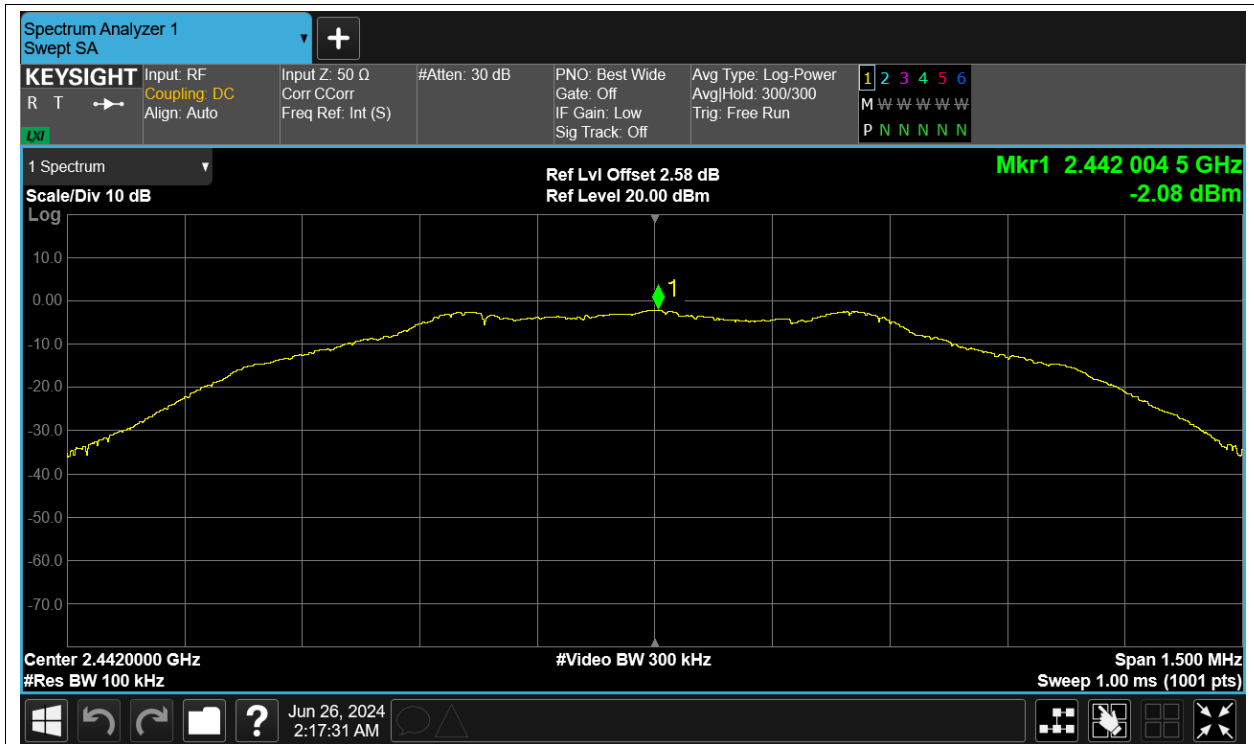 Spectrum Analyzer 1
Swept SA
KEYSIGHT
R T
LXI
Input: RF
Coupling: DC
Align: Auto
Input Z: 50 Ω
Corr CCorr
Freq Ref: Int (S)
#Atten: 30 dB
PNO: Best Wide
Gate: Off
IF Gain: Low
Sig Track: Off
Avg Type: Log-Power
Avg|Hold: 300/300
Trig: Free Run
1 2 3 4 5 6
M W W W W W
P N N N N N
1 Spectrum
Scale/Div 10 dB
Log
Ref Lvl Offset 2.58 dB
Ref Level 20.00 dBm
Mkr1 2.442 004 5 GHz
-2.08 dBm
10.0
0.00
-10.0
-20.0
-30.0
-40.0
-50.0
-60.0
-70.0
1
Center 2.4420000 GHz
#Res BW 100 kHz
#Video BW 300 kHz
Span 1.500 MHz
Sweep 1.00 ms (1001 pts)
?
Jun 26, 2024
2:17:31 AM